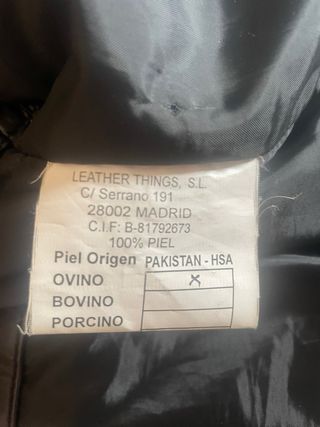 LEATHER THINGS, S.L.
C/ Serrano 191
28002 MADRID
C.I.F: B-81792673
100% PIEL
Piel Origen PAKISTAN - HSA
OVINO X
BOVINO
PORCINO